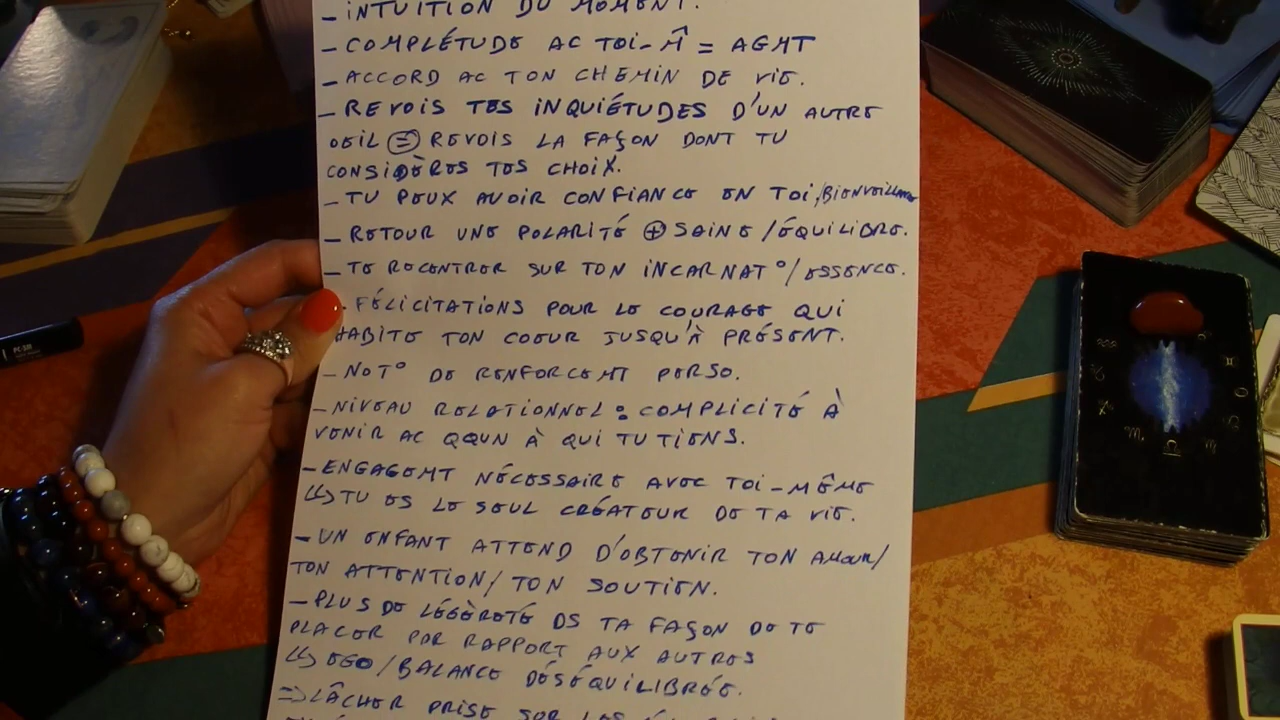 - INTUITION DU MOMENT.
- COMPLÉTUDE AC TOI-M̂ = AGMT
- ACCORD AC TON CHEMIN DE VIE.
- REVOIS TES INQUIÉTUDES D'UN AUTRE
OEIL ⊜ REVOIS LA FAÇON DONT TU
CONSIDÈRES TES CHOIX.
- TU PEUX AVOIR CONFIANCE EN TOI, BIENVEILLANCE
- RETOUR UNE POLARITÉ ⊕ SAINE / ÉQUILIBRE.
- TE RECENTRER SUR TON INCARNAT° / ESSENCE.
- FÉLICITATIONS POUR LE COURAGE QUI
HABITE TON COEUR JUSQU'À PRÉSENT.
- NOT° DE RENFORCEMT PERSO.
- NIVEAU RELATIONNEL : COMPLICITÉ À
VENIR AC QQUN À QUI TU TIENS.
- ENGAGEMT NÉCESSAIRE AVEC TOI-MÊME
↳ TU ES LE SEUL CRÉATEUR DE TA VIE.
- UN ENFANT ATTEND D'OBTENIR TON AMOUR/
TON ATTENTION/ TON SOUTIEN.
- PLUS DE LÉGÈRETÉ DS TA FAÇON DE TE
PLACER PAR RAPPORT AUX AUTRES
↳ EGO / BALANCE DÉSÉQUILIBRÉE.
=> LÂCHER PRISE SUR LES